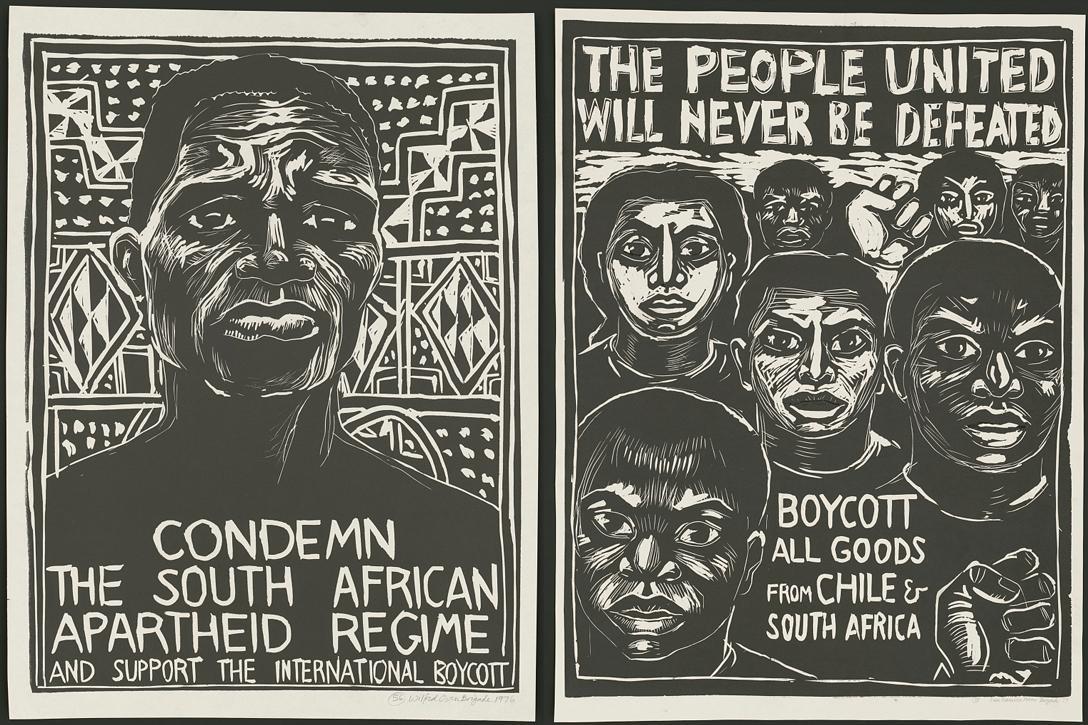 CONDEMN
THE SOUTH AFRICAN
APARTHEID REGIME
AND SUPPORT THE INTERNATIONAL BOYCOTT
(56) Wilfred Owen Brigade 1976
THE PEOPLE UNITED
WILL NEVER BE DEFEATED
BOYCOTT
ALL GOODS
FROM CHILE &
SOUTH AFRICA